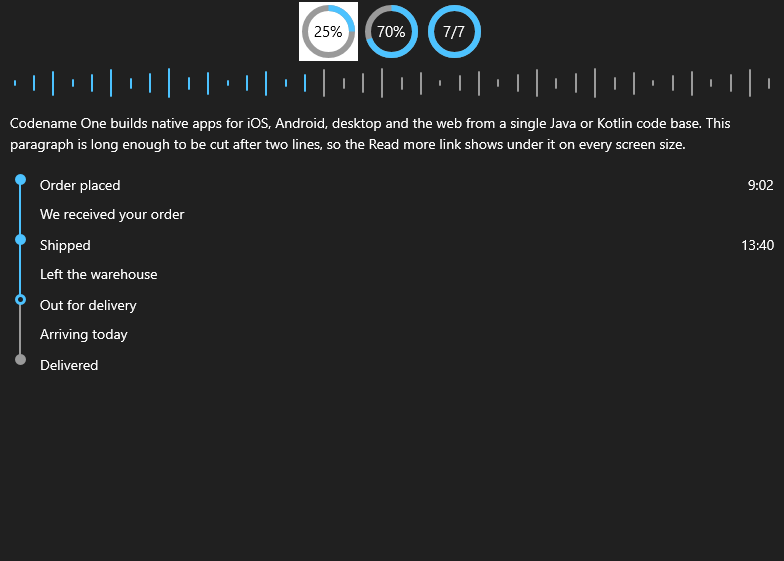 25% 70% 7/7
Codename One builds native apps for iOS, Android, desktop and the web from a single Java or Kotlin code base. This
paragraph is long enough to be cut after two lines, so the Read more link shows under it on every screen size.
Order placed 9:02
We received your order
Shipped 13:40
Left the warehouse
Out for delivery
Arriving today
Delivered